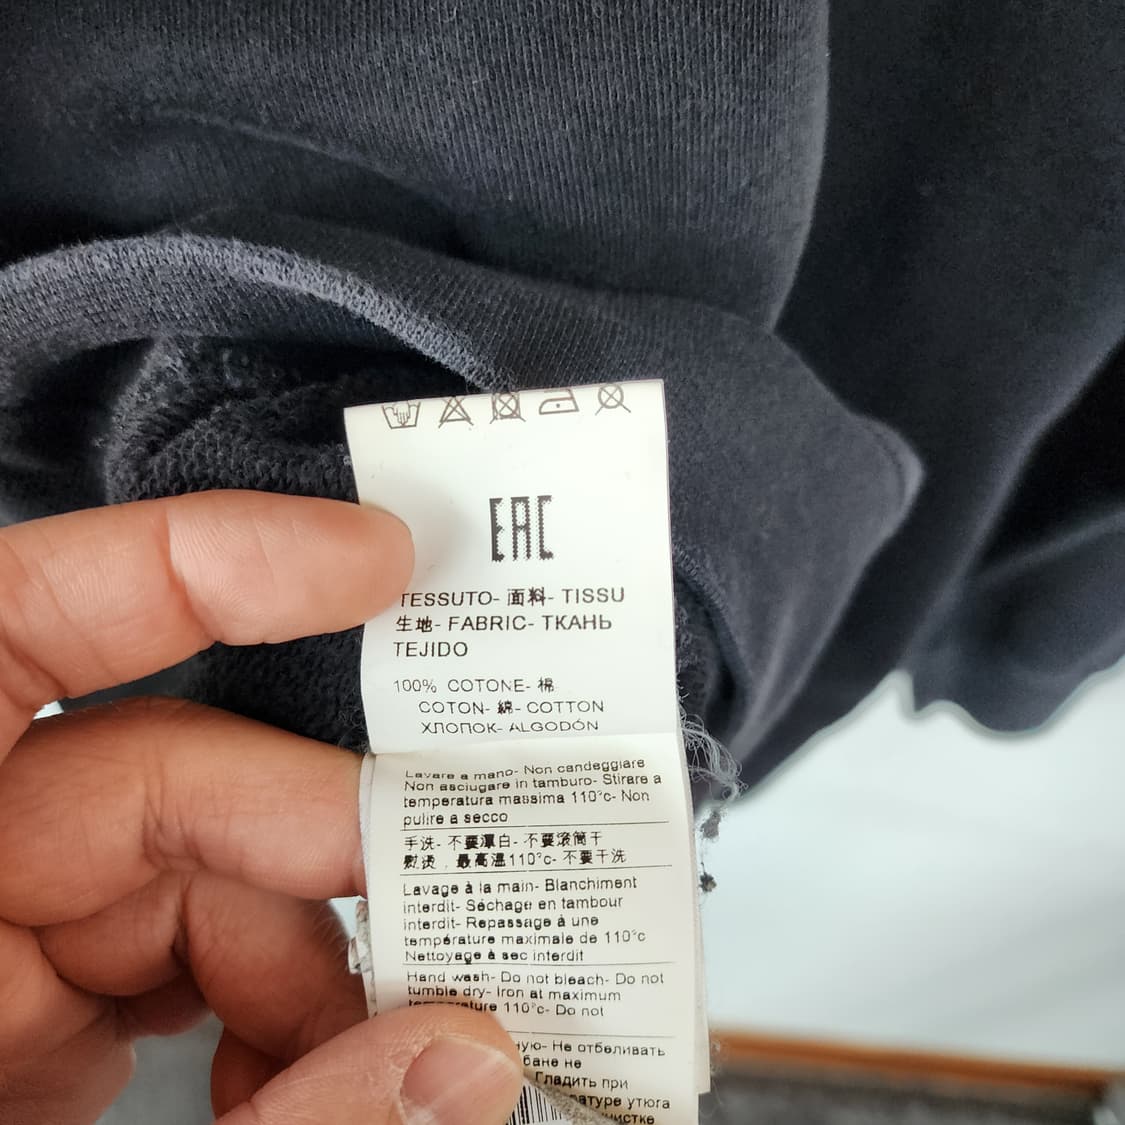 EAC
TESSUTO- 面料- TISSU
生地- FABRIC- ТКАНЬ
TEJIDO
100% COTONE- 棉
COTON- 綿- COTTON
ХЛОПОК- ALGODÓN
Lavare a mano- Non candeggiare
Non asciugare in tamburo- Stirare a
temperatura massima 110°c- Non
pulire a secco
手洗- 不要漂白- 不要滚筒干
熨烫 . 最高温110°c- 不要干洗
Lavage à la main- Blanchiment
interdit- Séchage en tambour
interdit- Repassage à une
température maximale de 110°c
Nettoyage à sec interdit
Hand wash- Do not bleach- Do not
tumble dry- Iron at maximum
temperature 110°c- Do not
Не отбеливать
не
Гладить при
утюга